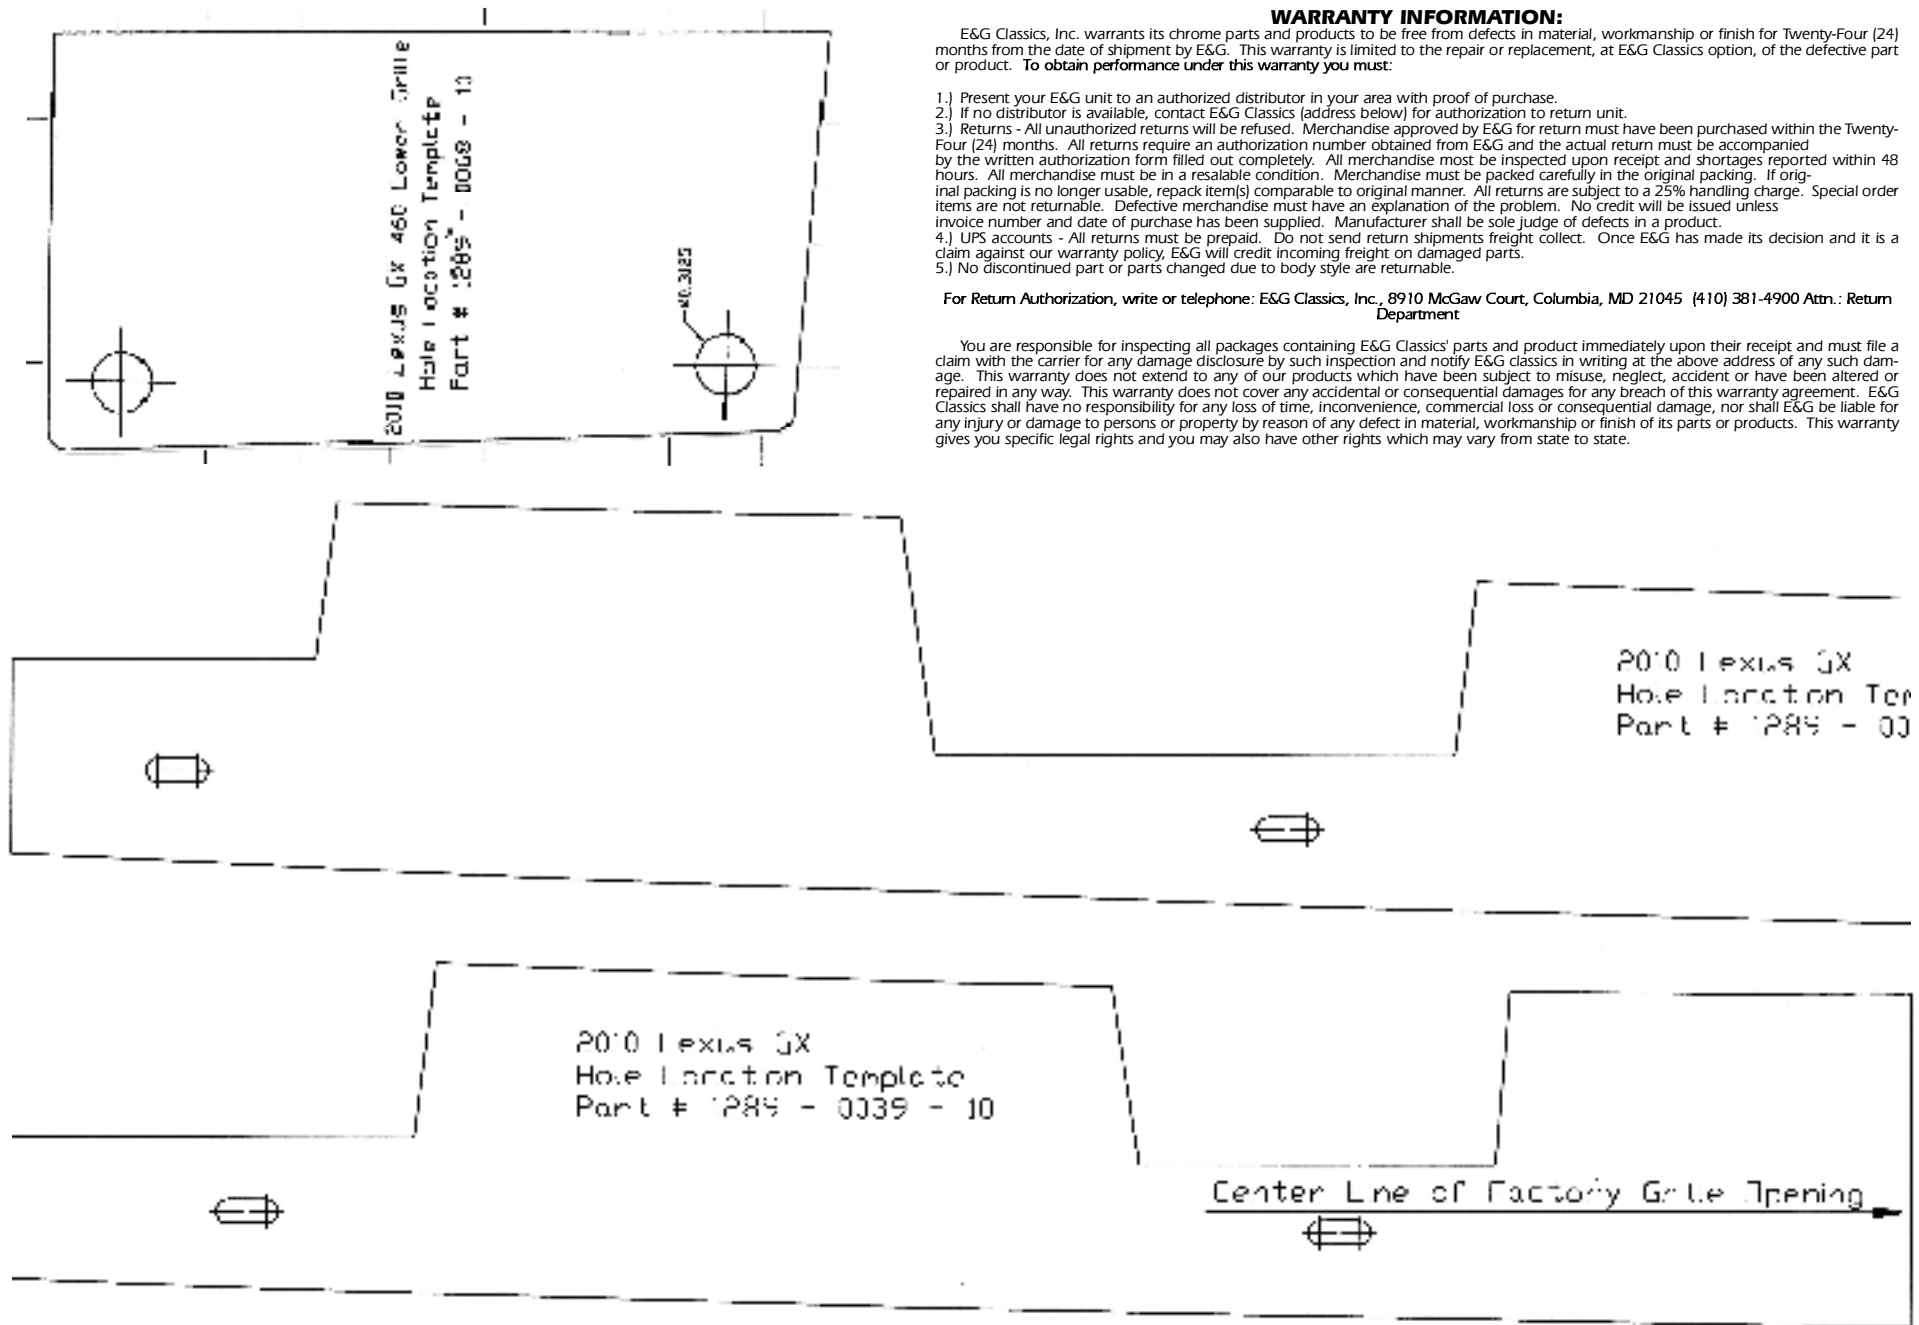 2010 Lexus GX 460 Lower Grille
Hole Location Template
Part # 1289 - 0068 - 10
ø0.3125
WARRANTY INFORMATION:
E&G Classics, Inc. warrants its chrome parts and products to be free from defects in material, workmanship or finish for Twenty-Four (24)
months from the date of shipment by E&G. This warranty is limited to the repair or replacement, at E&G Classics option, of the defective part
or product. To obtain performance under this warranty you must:
1.) Present your E&G unit to an authorized distributor in your area with proof of purchase.
2.) If no distributor is available, contact E&G Classics (address below) for authorization to return unit.
3.) Returns - All unauthorized returns will be refused. Merchandise approved by E&G for return must have been purchased within the Twenty-
Four (24) months. All returns require an authorization number obtained from E&G and the actual return must be accompanied
by the written authorization form filled out completely. All merchandise most be inspected upon receipt and shortages reported within 48
hours. All merchandise must be in a resalable condition. Merchandise must be packed carefully in the original packing. If orig-
inal packing is no longer usable, repack item(s) comparable to original manner. All returns are subject to a 25% handling charge. Special order
items are not returnable. Defective merchandise must have an explanation of the problem. No credit will be issued unless
invoice number and date of purchase has been supplied. Manufacturer shall be sole judge of defects in a product.
4.) UPS accounts - All returns must be prepaid. Do not send return shipments freight collect. Once E&G has made its decision and it is a
claim against our warranty policy, E&G will credit incoming freight on damaged parts.
5.) No discontinued part or parts changed due to body style are returnable.
For Return Authorization, write or telephone: E&G Classics, Inc., 8910 McGaw Court, Columbia, MD 21045 (410) 381-4900 Attn.: Return
Department
You are responsible for inspecting all packages containing E&G Classics' parts and product immediately upon their receipt and must file a
claim with the carrier for any damage disclosure by such inspection and notify E&G classics in writing at the above address of any such dam-
age. This warranty does not extend to any of our products which have been subject to misuse, neglect, accident or have been altered or
repaired in any way. This warranty does not cover any accidental or consequential damages for any breach of this warranty agreement. E&G
Classics shall have no responsibility for any loss of time, inconvenience, commercial loss or consequential damage, nor shall E&G be liable for
any injury or damage to persons or property by reason of any defect in material, workmanship or finish of its parts or products. This warranty
gives you specific legal rights and you may also have other rights which may vary from state to state.
2010 Lexus GX
Hole Location Tem
Part # 1289 - 00
2010 Lexus GX
Hole Location Template
Part # 1289 - 0039 - 10
Center Line of Factory Grille Opening